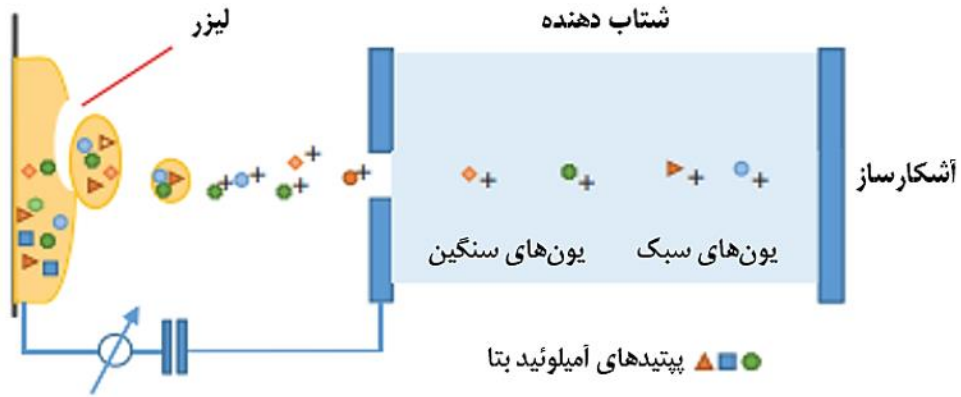 لیزر
شتاب دهنده
آشکارساز
یون‌های سنگین
یون‌های سبک
پپتیدهای آمیلوئید بتا